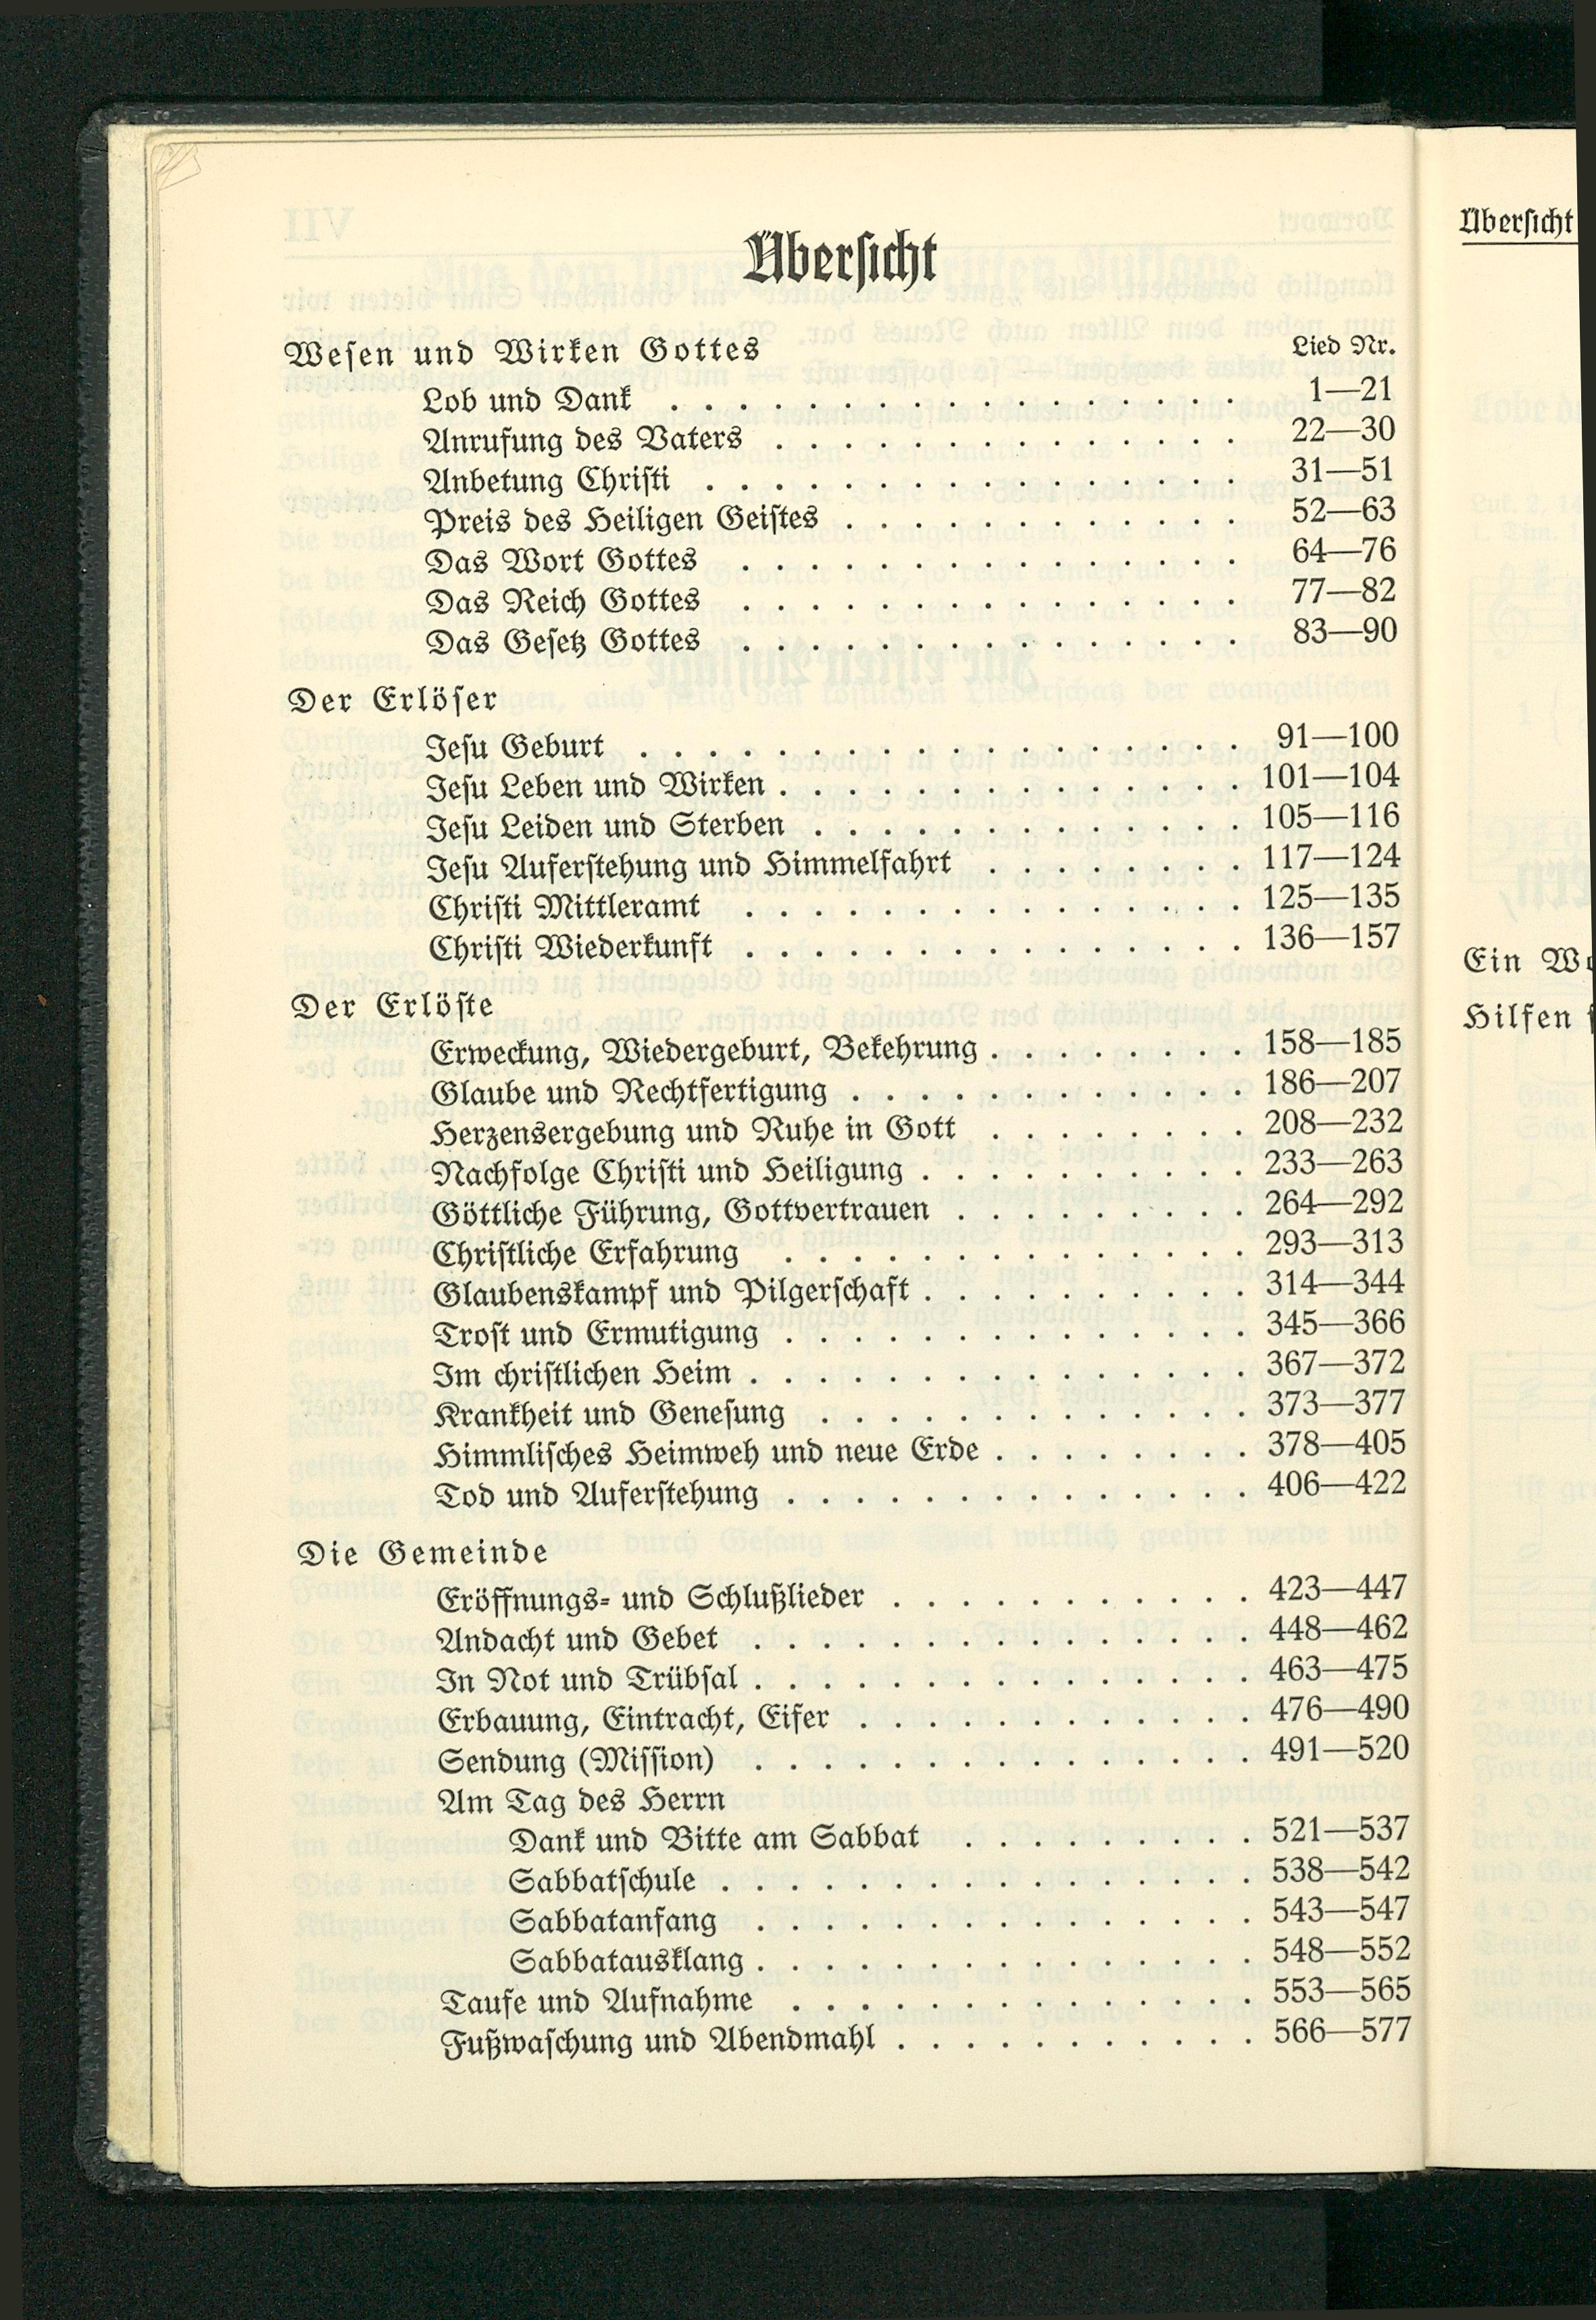 Übersicht
Wesen und Wirken Gottes Lied Nr.
Lob und Dank . . . . . . . . . . . . . . . . . 1—21
Anrufung des Vaters . . . . . . . . . . . . . . 22—30
Anbetung Christi . . . . . . . . . . . . . . . . 31—51
Preis des Heiligen Geistes . . . . . . . . . . . . 52—63
Das Wort Gottes . . . . . . . . . . . . . . . 64—76
Das Reich Gottes . . . . . . . . . . . . . . . 77—82
Das Gesetz Gottes . . . . . . . . . . . . . . . 83—90
Der Erlöser
Jesu Geburt . . . . . . . . . . . . . . . . . . 91—100
Jesu Leben und Wirken . . . . . . . . . . . . . . 101—104
Jesu Leiden und Sterben . . . . . . . . . . . . . 105—116
Jesu Auferstehung und Himmelfahrt . . . . . . . . 117—124
Christi Mittleramt . . . . . . . . . . . . . . . 125—135
Christi Wiederkunft . . . . . . . . . . . . . . . 136—157
Der Erlöste
Erweckung, Wiedergeburt, Bekehrung . . . . . . . . 158—185
Glaube und Rechtfertigung . . . . . . . . . . . . 186—207
Herzensergebung und Ruhe in Gott . . . . . . . . 208—232
Nachfolge Christi und Heiligung . . . . . . . . . . 233—263
Göttliche Führung, Gottvertrauen . . . . . . . . . 264—292
Christliche Erfahrung . . . . . . . . . . . . . . 293—313
Glaubenskampf und Pilgerschaft . . . . . . . . . . 314—344
Trost und Ermutigung . . . . . . . . . . . . . . 345—366
Im christlichen Heim . . . . . . . . . . . . . . . 367—372
Krankheit und Genesung . . . . . . . . . . . . . 373—377
Himmlisches Heimweh und neue Erde . . . . . . . . 378—405
Tod und Auferstehung . . . . . . . . . . . . . . 406—422
Die Gemeinde
Eröffnungs- und Schlußlieder . . . . . . . . . . . 423—447
Andacht und Gebet . . . . . . . . . . . . . . . 448—462
In Not und Trübsal . . . . . . . . . . . . . . . 463—475
Erbauung, Eintracht, Eifer . . . . . . . . . . . . 476—490
Sendung (Mission) . . . . . . . . . . . . . . . 491—520
Am Tag des Herrn
Dank und Bitte am Sabbat . . . . . . . . . 521—537
Sabbatschule . . . . . . . . . . . . . . . . 538—542
Sabbatanfang . . . . . . . . . . . . . . . 543—547
Sabbatausklang . . . . . . . . . . . . . . . 548—552
Taufe und Aufnahme . . . . . . . . . . . . . . 553—565
Fußwaschung und Abendmahl . . . . . . . . . . . 566—577
Übersicht
Ein
Hilfen